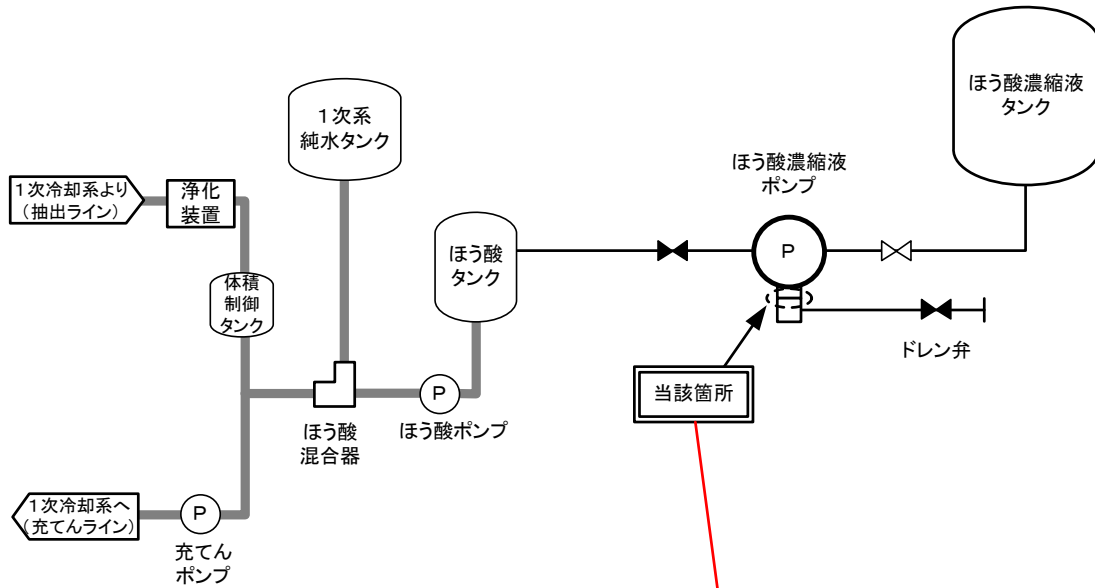 ほう酸濃縮液
タンク
１次系
純水タンク
ほう酸濃縮液
ポンプ
１次冷却系より
（抽出ライン）
浄化
装置
ほう酸
タンク
P
体積
制御
タンク
ドレン弁
当該箇所
P
ほう酸
混合器
ほう酸ポンプ
１次冷却系へ
（充てんライン）
P
充てん
ポンプ